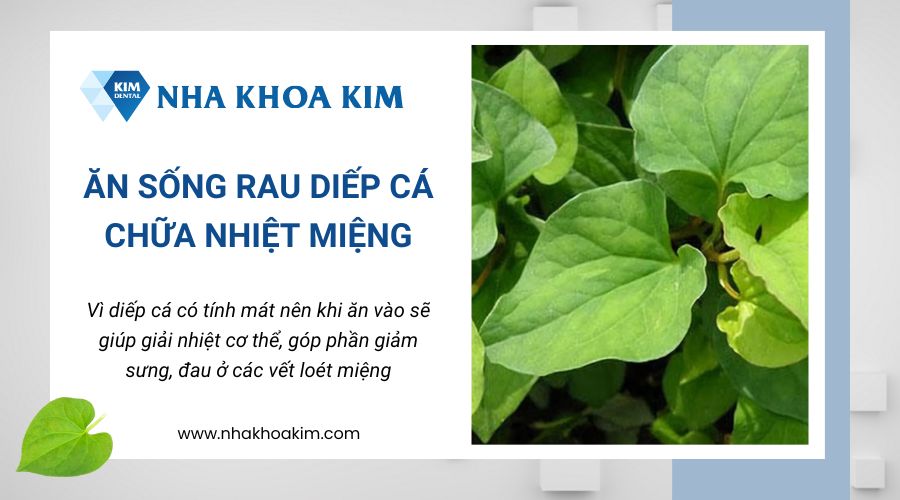 KIM
DENTAL
NHA KHOA KIM
ĂN SỐNG RAU DIẾP CÁ
CHỮA NHIỆT MIỆNG
Vì diếp cá có tính mát nên khi ăn vào sẽ
giúp giải nhiệt cơ thể, góp phần giảm
sưng, đau ở các vết loét miệng
www.nhakhoakim.com